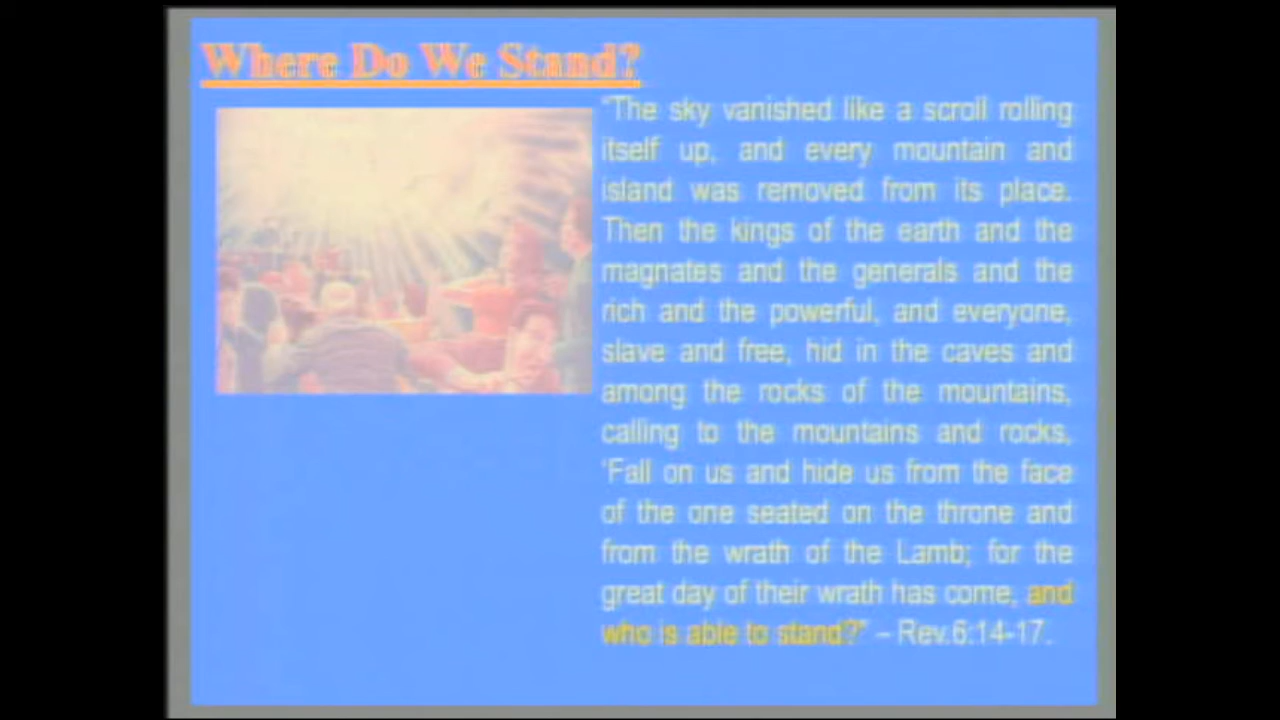 Where Do We Stand?
"The sky vanished like a scroll rolling
itself up, and every mountain and
island was removed from its place.
Then the kings of the earth and the
magnates and the generals and the
rich and the powerful, and everyone,
slave and free, hid in the caves and
among the rocks of the mountains,
calling to the mountains and rocks,
'Fall on us and hide us from the face
of the one seated on the throne and
from the wrath of the Lamb; for the
great day of their wrath has come, and
who is able to stand?" – Rev.6:14-17.